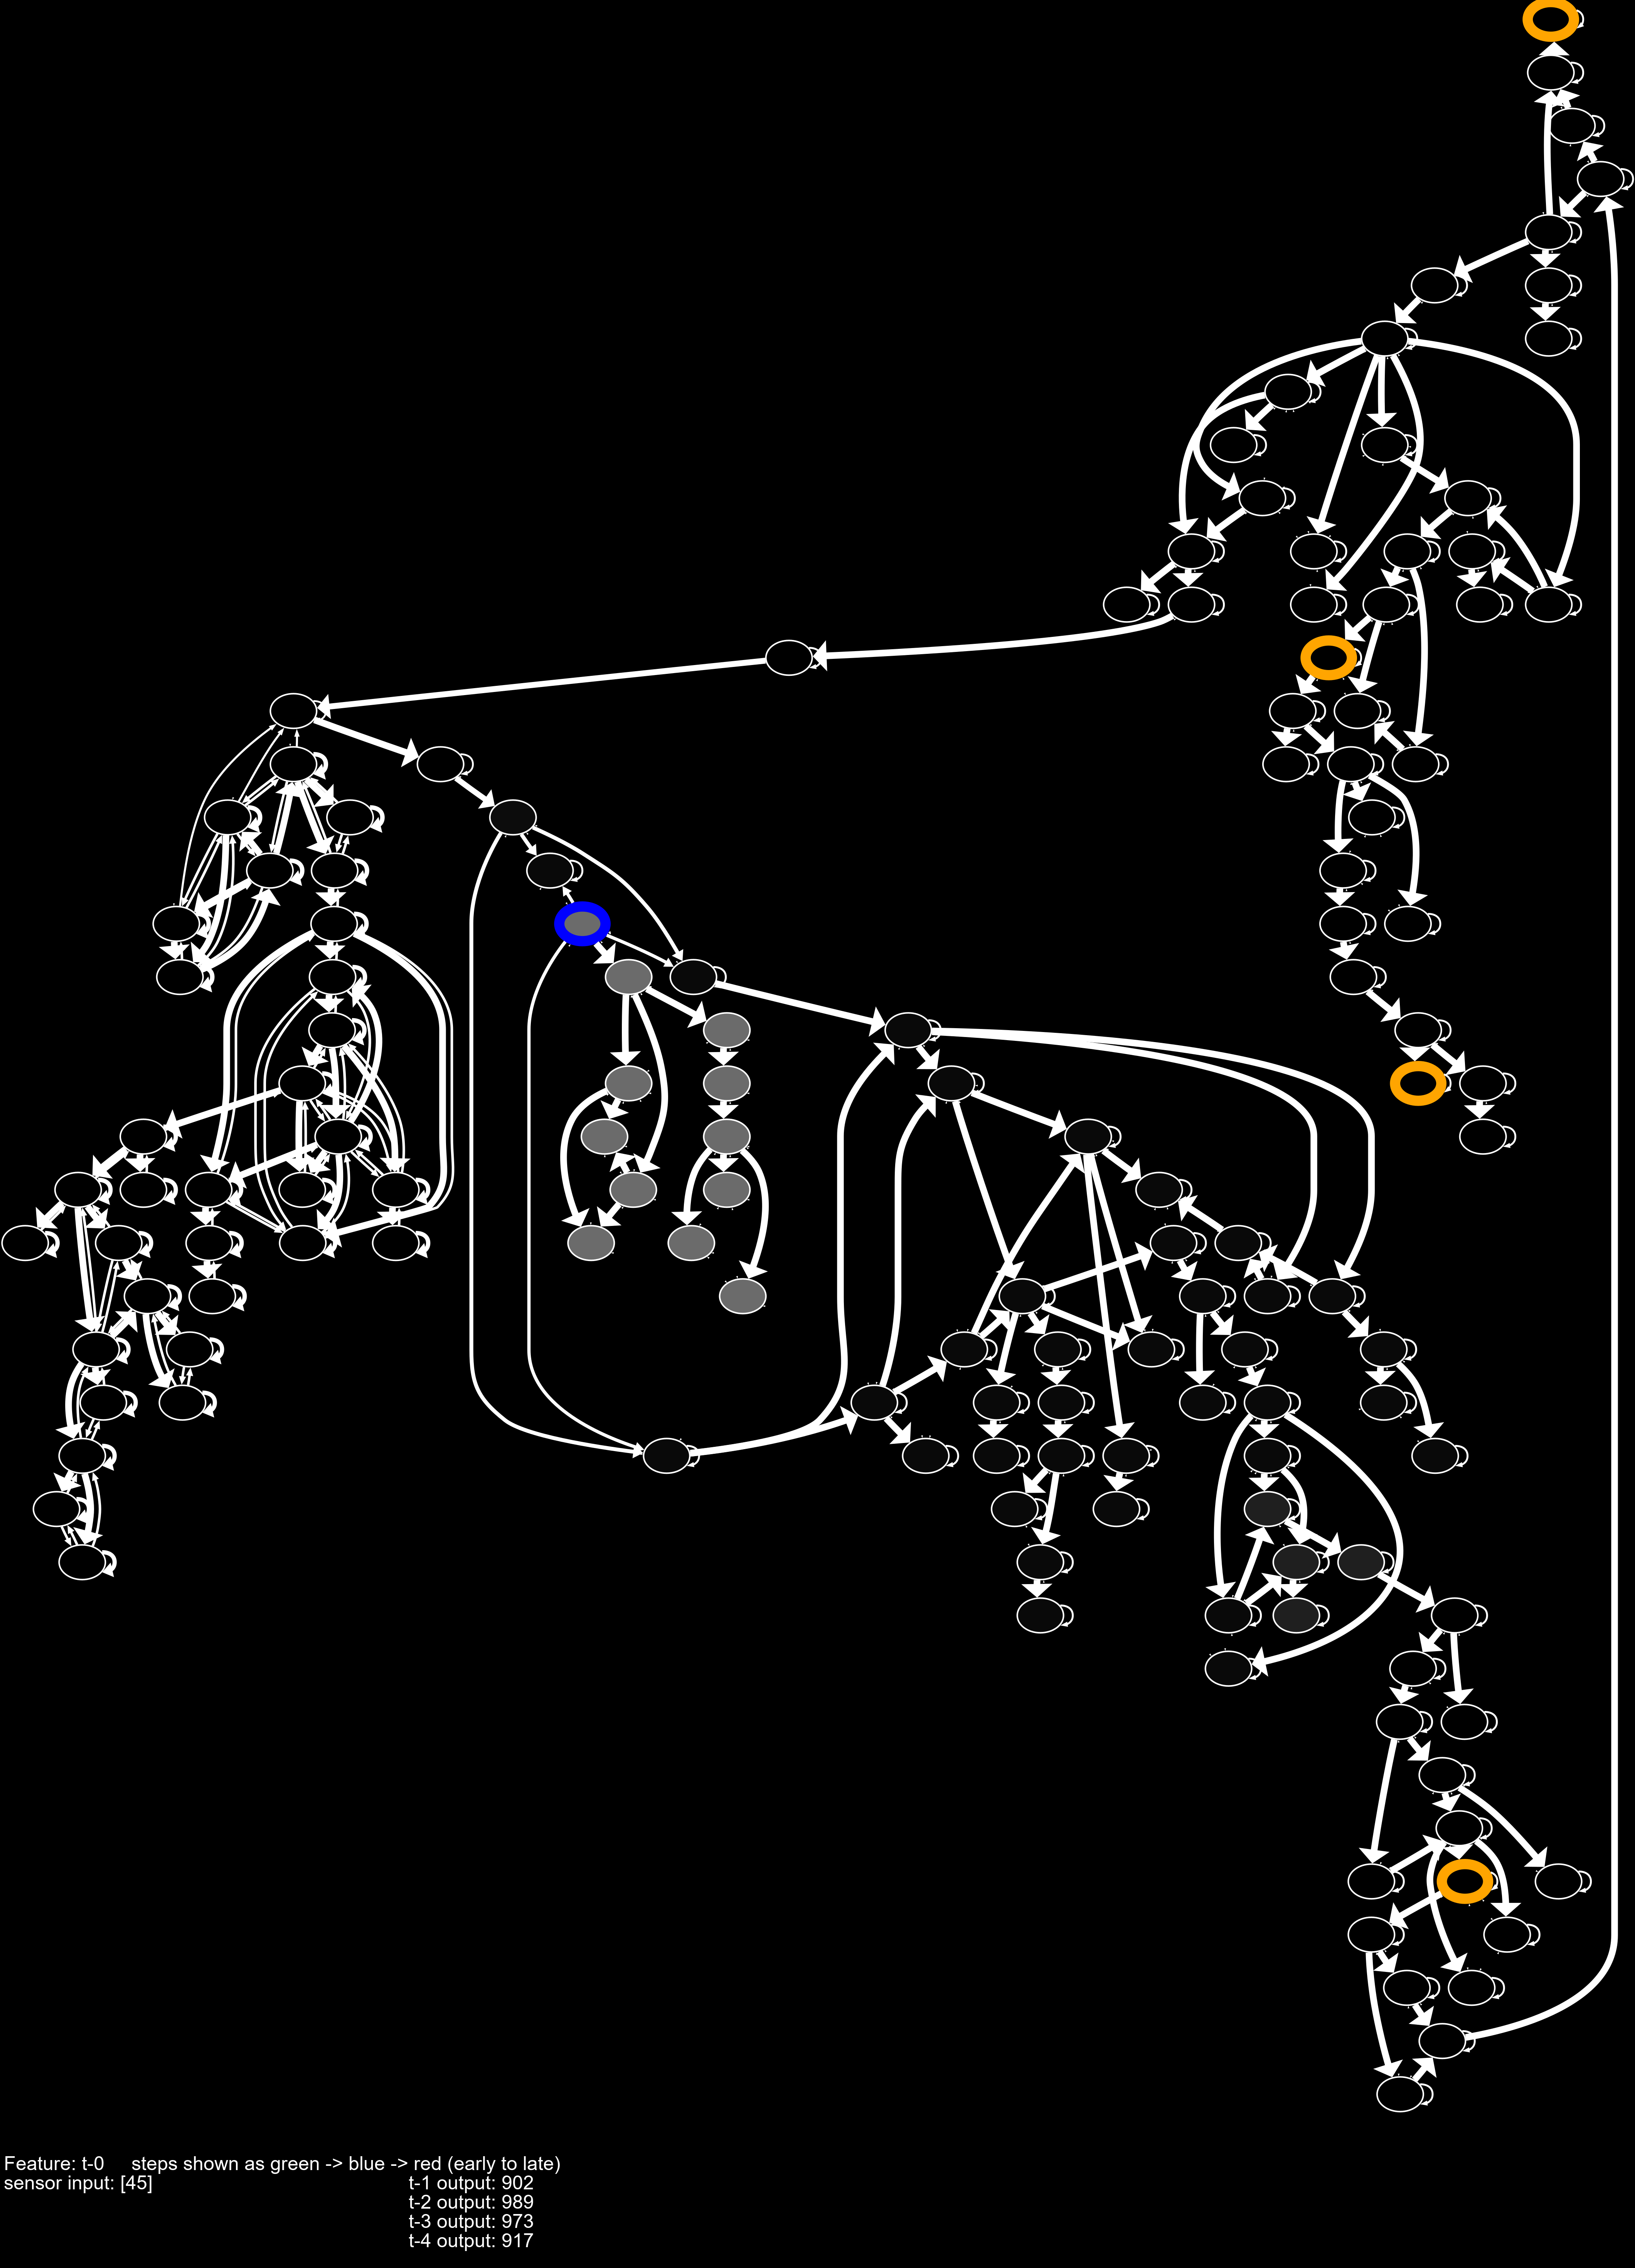 Feature: t-0     steps shown as green -> blue -> red (early to late)
sensor input: [45]     t-1 output: 902
t-2 output: 989
t-3 output: 973
t-4 output: 917